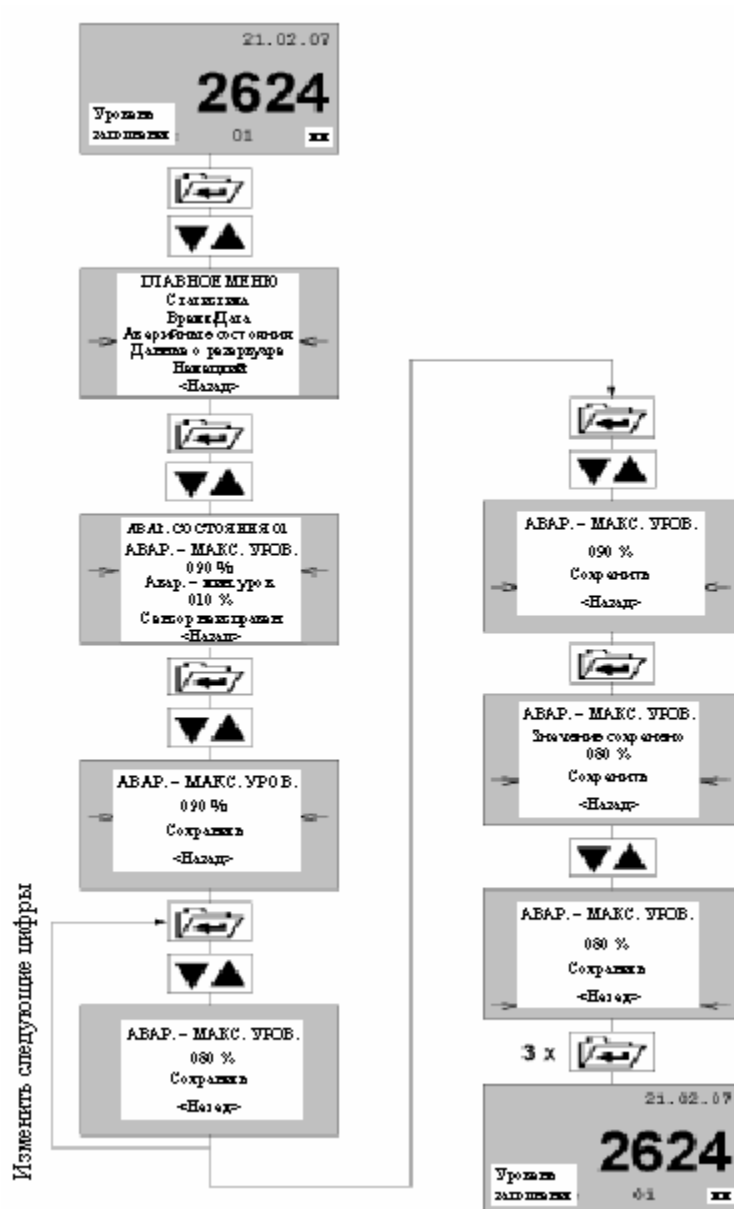 21.02.07
2624
Уровень
заполнения 01 мм
ГЛАВНОЕ МЕНЮ
Статистика
Время/Дата
Аварийные состояния
Данные о резервуаре
<Назад>
АВАР. СОСТОЯНИЯ 01
АВАР. – МАКС. УРОВ.
090 %
Авар. – мин. уров.
010 %
Сенсор неисправен
<Назад>
АВАР. – МАКС. УРОВ.
090 %
Сохранить
<Назад>
Изменить следующие цифры
АВАР. – МАКС. УРОВ.
080 %
Сохранить
<Назад>
АВАР. – МАКС. УРОВ.
090 %
Сохранить
<Назад>
АВАР. – МАКС. УРОВ.
Значение сохранено
080 %
Сохранить
<Назад>
АВАР. – МАКС. УРОВ.
080 %
Сохранить
<Назад>
3 x
21.02.07
2624
Уровень
заполнения 01 мм